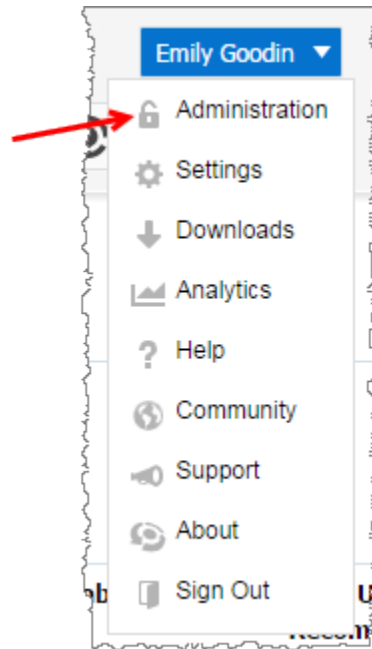 Emily Goodin
Administration
Settings
Downloads
Analytics
Help
Community
Support
About
Sign Out